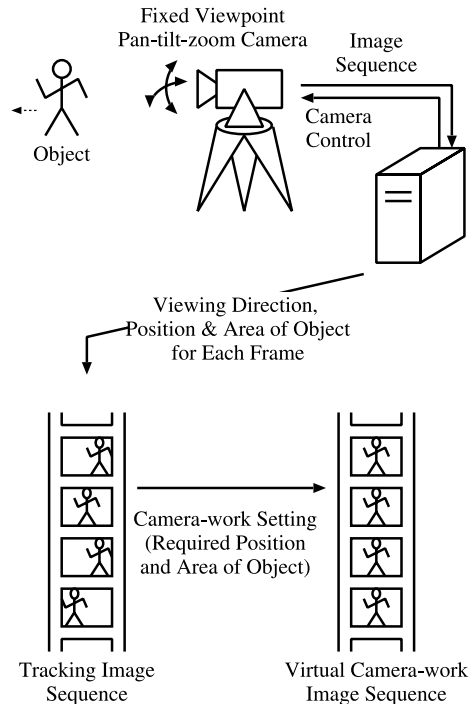 Fixed Viewpoint
Pan-tilt-zoom Camera
Image
Sequence
Camera
Control
Object
Viewing Direction,
Position & Area of Object
for Each Frame
Camera-work Setting
(Required Position
and Area of Object)
Tracking Image
Sequence
Virtual Camera-work
Image Sequence